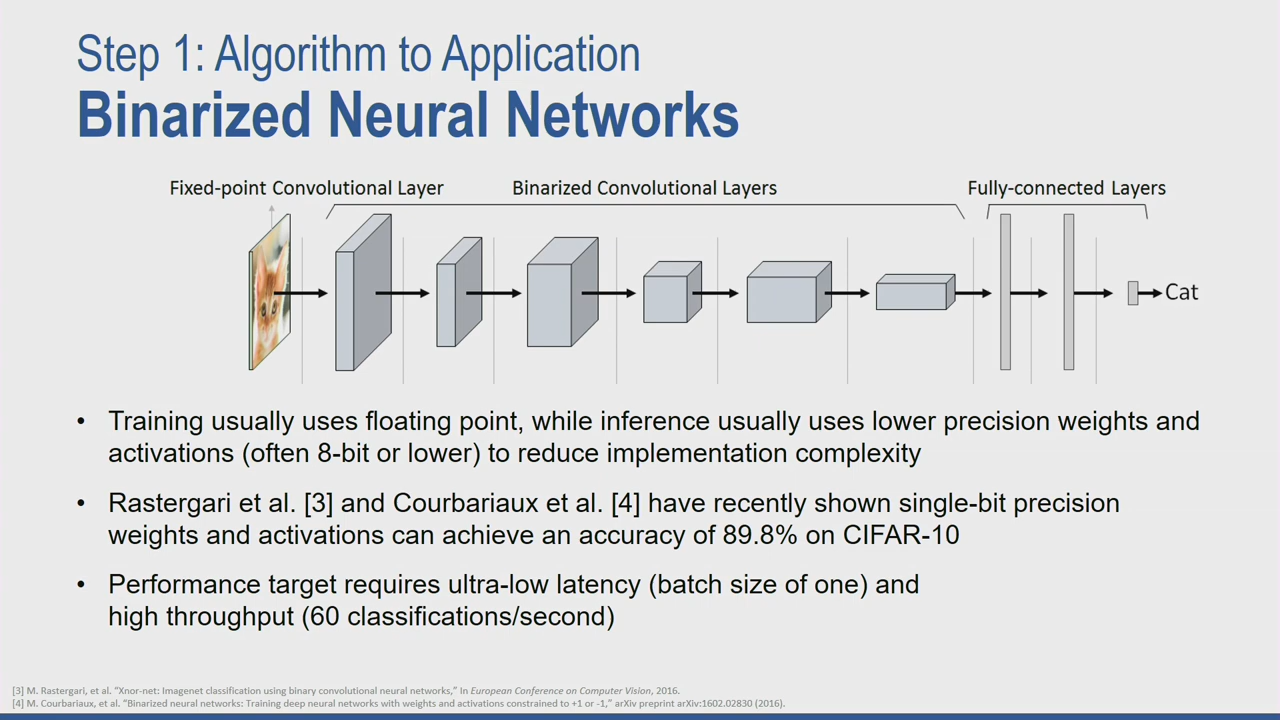 Step 1: Algorithm to Application
Binarized Neural Networks
Fixed-point Convolutional Layer
Binarized Convolutional Layers
Fully-connected Layers
Cat
• Training usually uses floating point, while inference usually uses lower precision weights and
activations (often 8-bit or lower) to reduce implementation complexity
• Rastergari et al. [3] and Courbariaux et al. [4] have recently shown single-bit precision
weights and activations can achieve an accuracy of 89.8% on CIFAR-10
• Performance target requires ultra-low latency (batch size of one) and
high throughput (60 classifications/second)
[3] M. Rastergari, et al. "Xnor-net: Imagenet classification using binary convolutional neural networks," In European Conference on Computer Vision, 2016.
[4] M. Courbariaux, et al. "Binarized neural networks: Training deep neural networks with weights and activations constrained to +1 or -1," arXiv preprint arXiv:1602.02830 (2016).